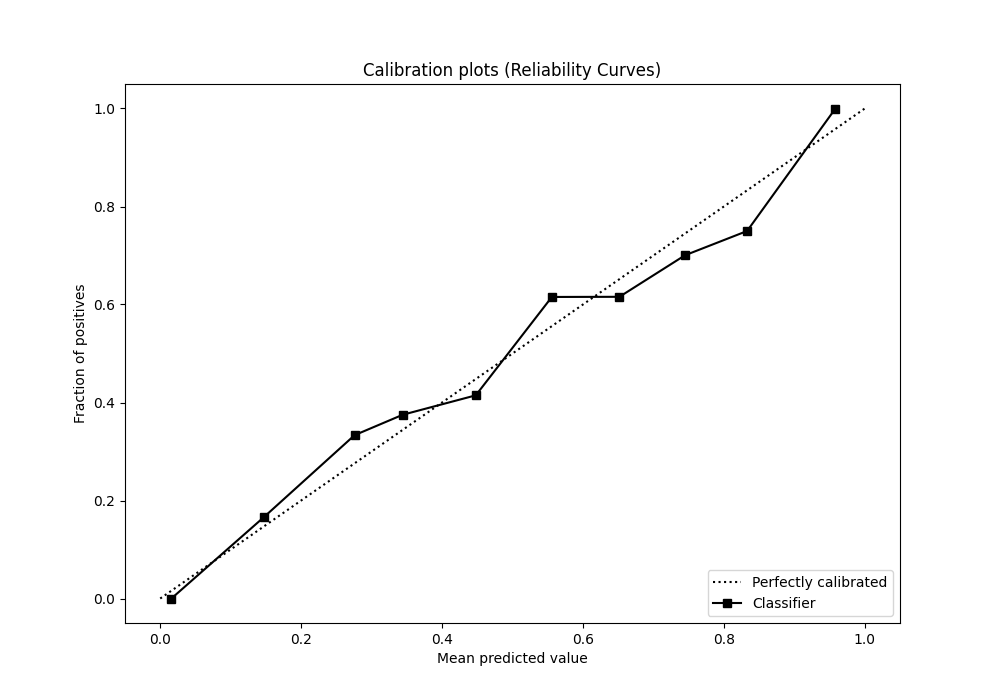 Calibration plots (Reliability Curves)
1.0
0.8
0.6
0.4
0.2
0.0
Fraction of positives
0.0 0.2 0.4 0.6 0.8 1.0
Mean predicted value
Perfectly calibrated
Classifier